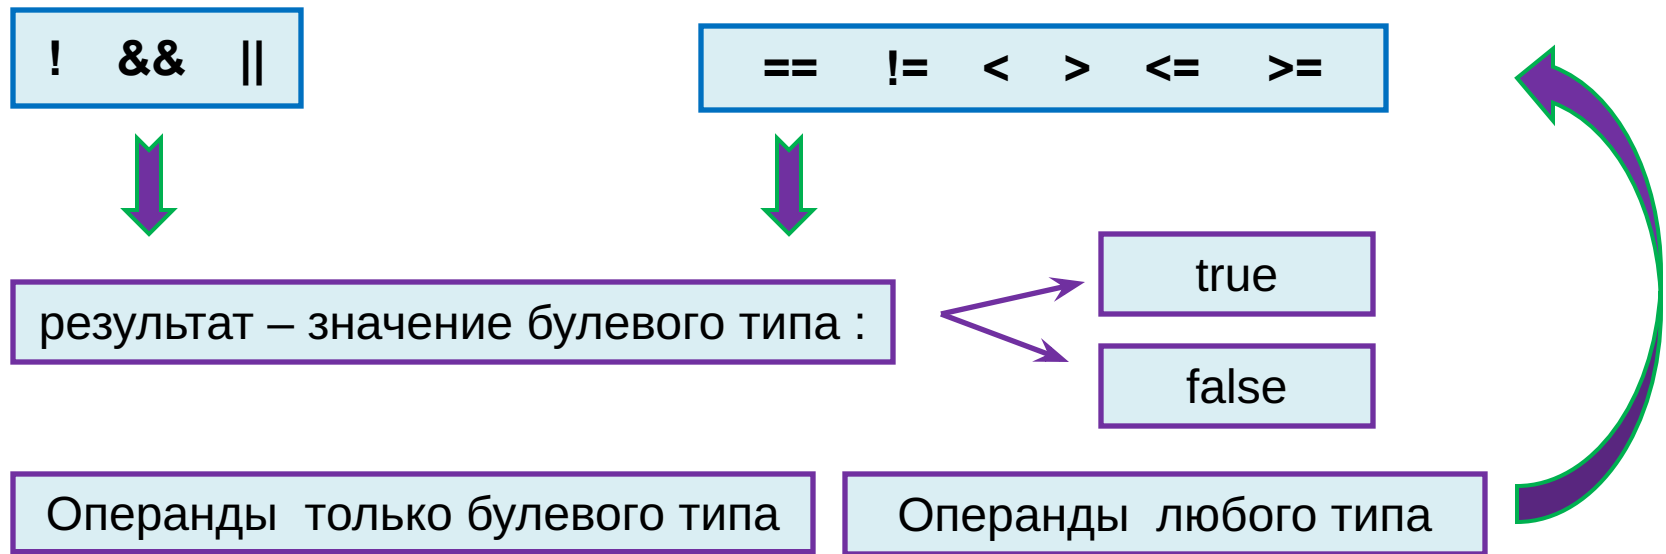 ! && ||
== != < > <= >=
true
результат – значение булевого типа :
false
Операнды только булевого типа
Операнды любого типа